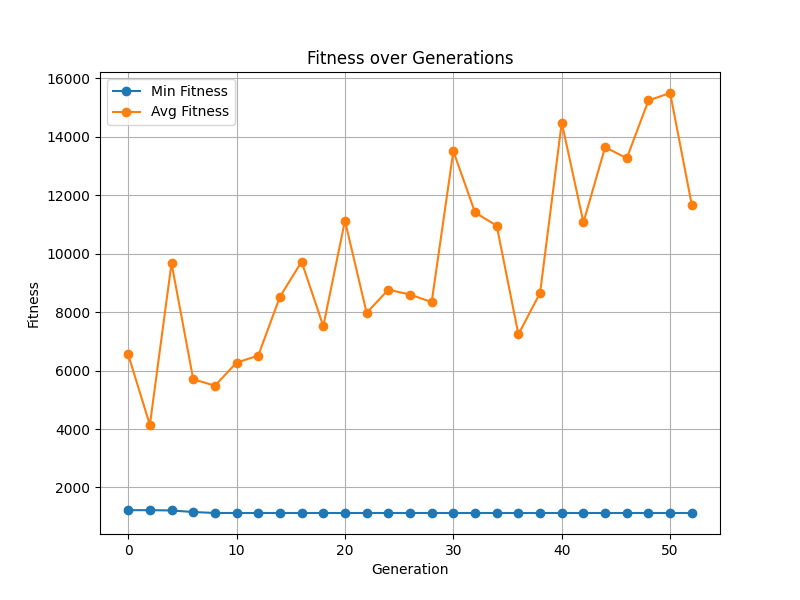 Fitness over Generations
Min Fitness
Avg Fitness
16000
14000
12000
10000
8000
6000
4000
2000
Fitness
0 10 20 30 40 50
Generation